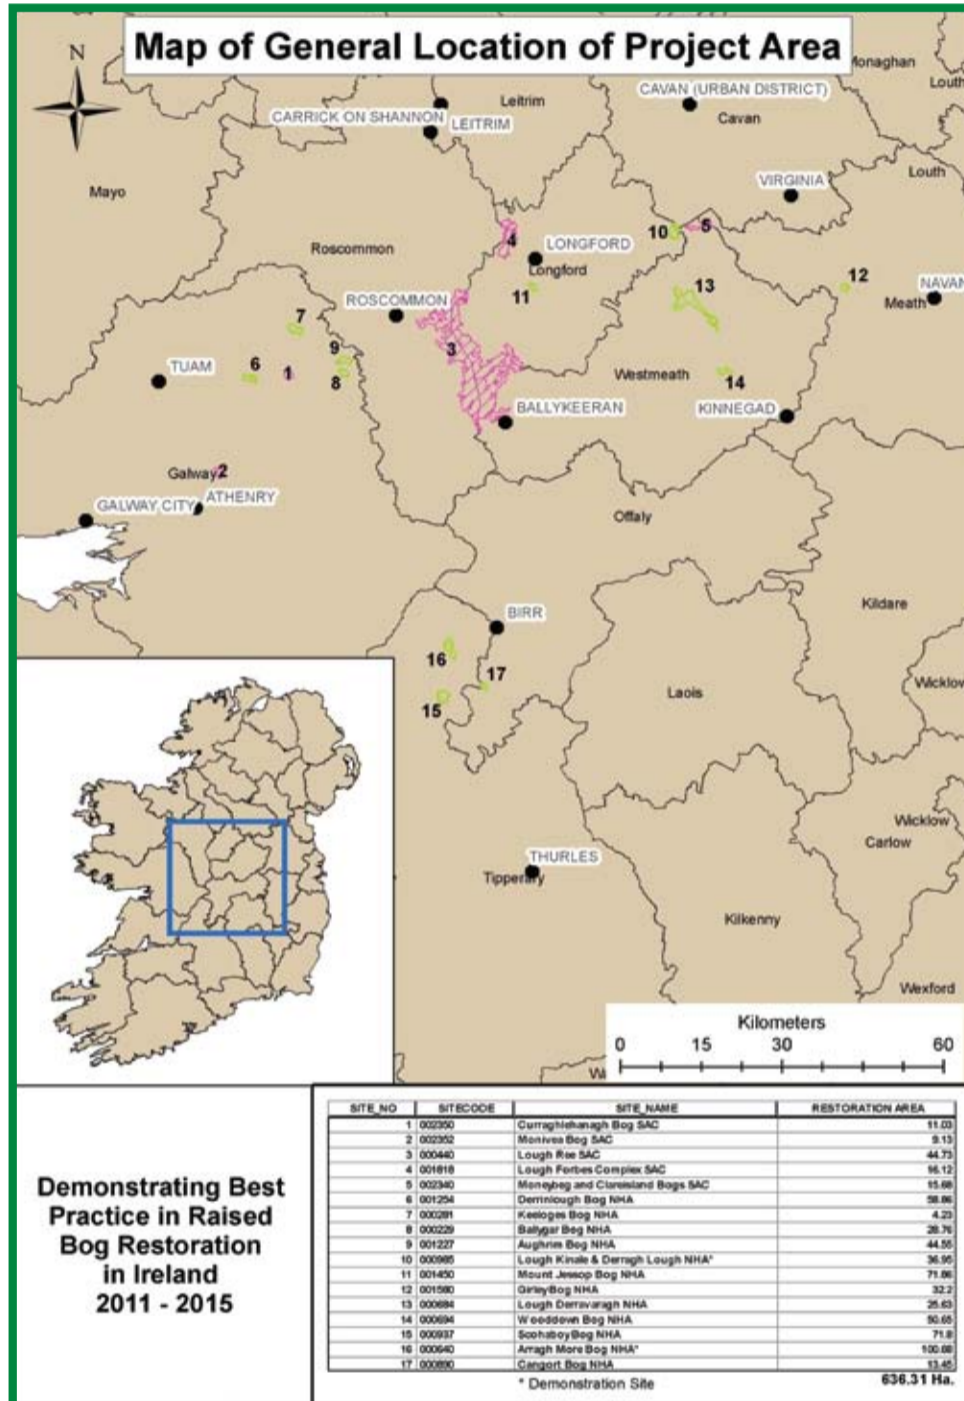 Map of General Location of Project Area
N
Monaghan
Louth
Leitrim
CAVAN (URBAN DISTRICT)
Cavan
CARRICK ON SHANNON
LEITRIM
Mayo
VIRGINIA
Louth
Roscommon
4
LONGFORD
Longford
10
5
11
13
12
NAVAN
Meath
ROSCOMMON
7
9
3
TUAM
6
1
8
Westmeath
14
BALLYKEERAN
KINNEGAD
Galway
2
GALWAY CITY
ATHENRY
Offaly
Kildare
BIRR
16
17
15
Laois
Wicklow
Wicklow
Carlow
THURLES
Tipperary
Kilkenny
Wexford
Kilometers
0 15 30 60
Demonstrating Best
Practice in Raised
Bog Restoration
in Ireland
2011 - 2015
SITE_NO SITECODE SITE_NAME RESTORATION AREA
1 002350 Curraghlehanagh Bog SAC 11.03
2 002352 Monivea Bog SAC 9.13
3 000440 Lough Ree SAC 44.73
4 001818 Lough Forbes Complex SAC 16.12
5 002340 Moneybeg and Clareisland Bogs SAC 15.68
6 001254 Derrinlough Bog NHA 58.86
7 000281 Keeloges Bog NHA 4.23
8 000229 Ballygar Bog NHA 28.76
9 001227 Aughrim Bog NHA 44.55
10 000985 Lough Kinale & Derragh Lough NHA* 36.95
11 001450 Mount Jessop Bog NHA 71.86
12 001580 GirleyBog NHA 32.2
13 000684 Lough Derravaragh NHA 25.63
14 000694 Wooddown Bog NHA 50.65
15 000937 ScohaboyBog NHA 71.8
16 000640 Arragh More Bog NHA* 100.68
17 000890 Cangort Bog NHA 13.45
* Demonstration Site
636.31 Ha.